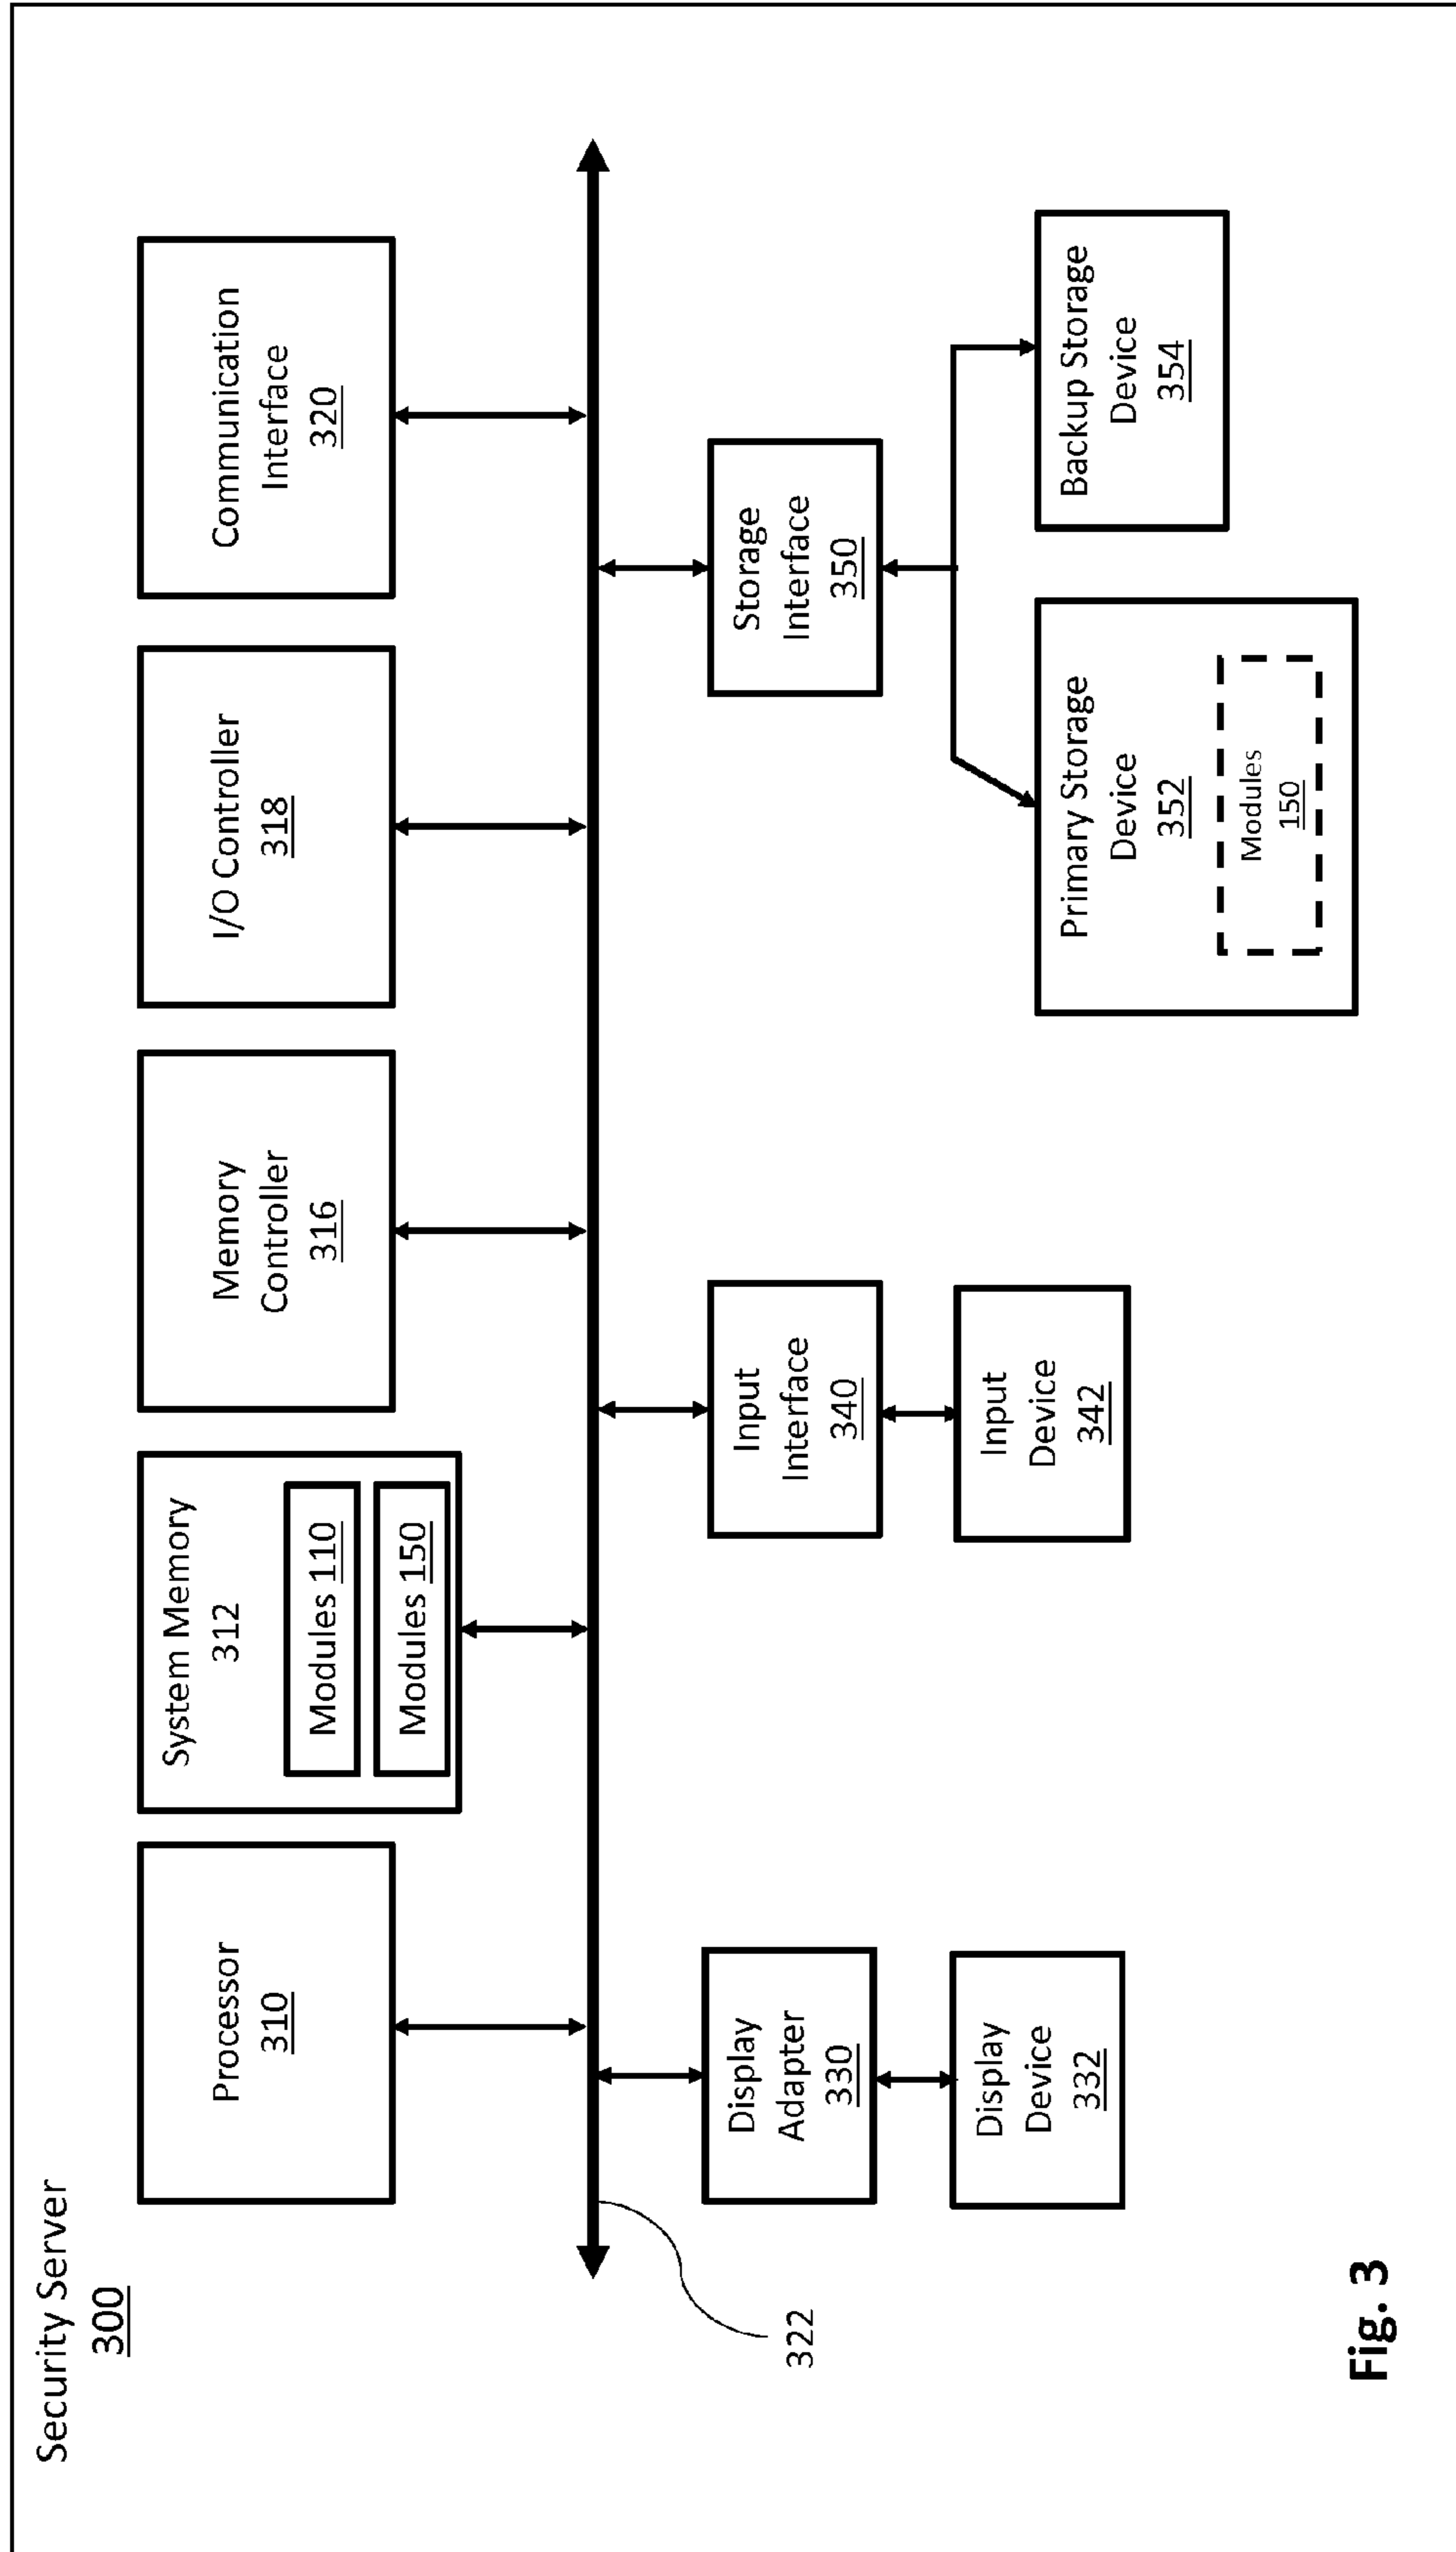 Security Server
300
Processor
310
System Memory
312
Modules 110
Modules 150
Memory
Controller
316
I/O Controller
318
Communication
Interface
320
322
Display
Adapter
330
Display
Device
332
Input
Interface
340
Input
Device
342
Storage
Interface
350
Primary Storage
Device
352
Modules
150
Backup Storage
Device
354
Fig. 3